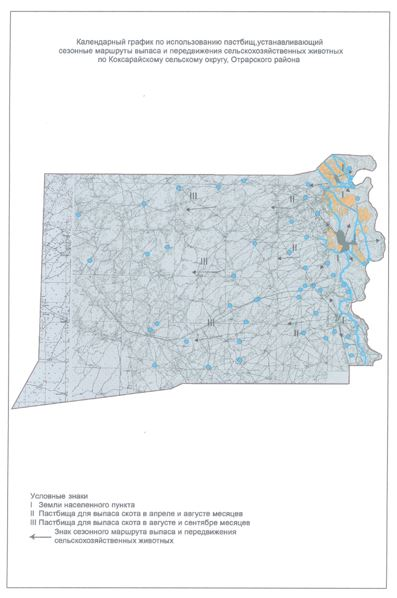 Календарный график по использованию пастбищ,устанавливающий
сезонные маршруты выпаса и передвижения сельскохозяйственных животных
по Коксарайскому сельскому округу, Отрарского района
III
II
III
II
III
III
II
I
Условные знаки
I Земли населенного пункта
II Пастбища для выпаса скота в апреле и августе месяцев
III Пастбища для выпаса скота в августе и сентябре месяцев
Знак сезонного маршрута выпаса и передвижения
сельскохозяйственных животных